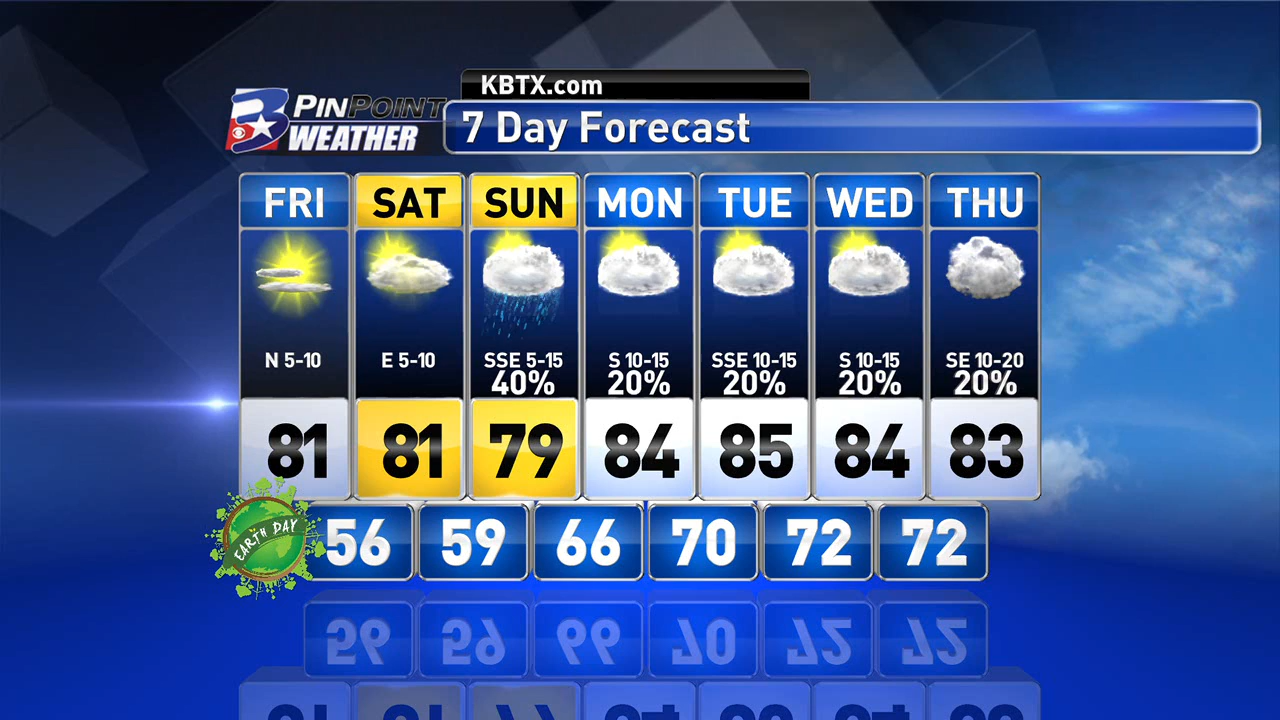 KBTX.com
3 PINPOINT
WEATHER
7 Day Forecast
FRI SAT SUN MON TUE WED THU
N 5-10 E 5-10 SSE 5-15 S 10-15 SSE 10-15 S 10-15 SE 10-20
40% 20% 20% 20% 20%
81 81 79 84 85 84 83
EARTH DAY
56 59 66 70 72 72